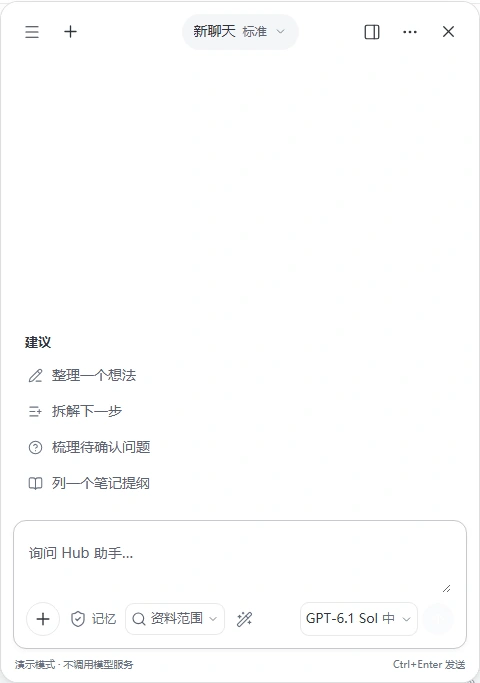 新聊天 标准
建议
整理一个想法
拆解下一步
梳理待确认问题
列一个笔记提纲
询问 Hub 助手...
记忆 资料范围 GPT-6.1 Sol 中
演示模式 · 不调用模型服务 Ctrl+Enter 发送